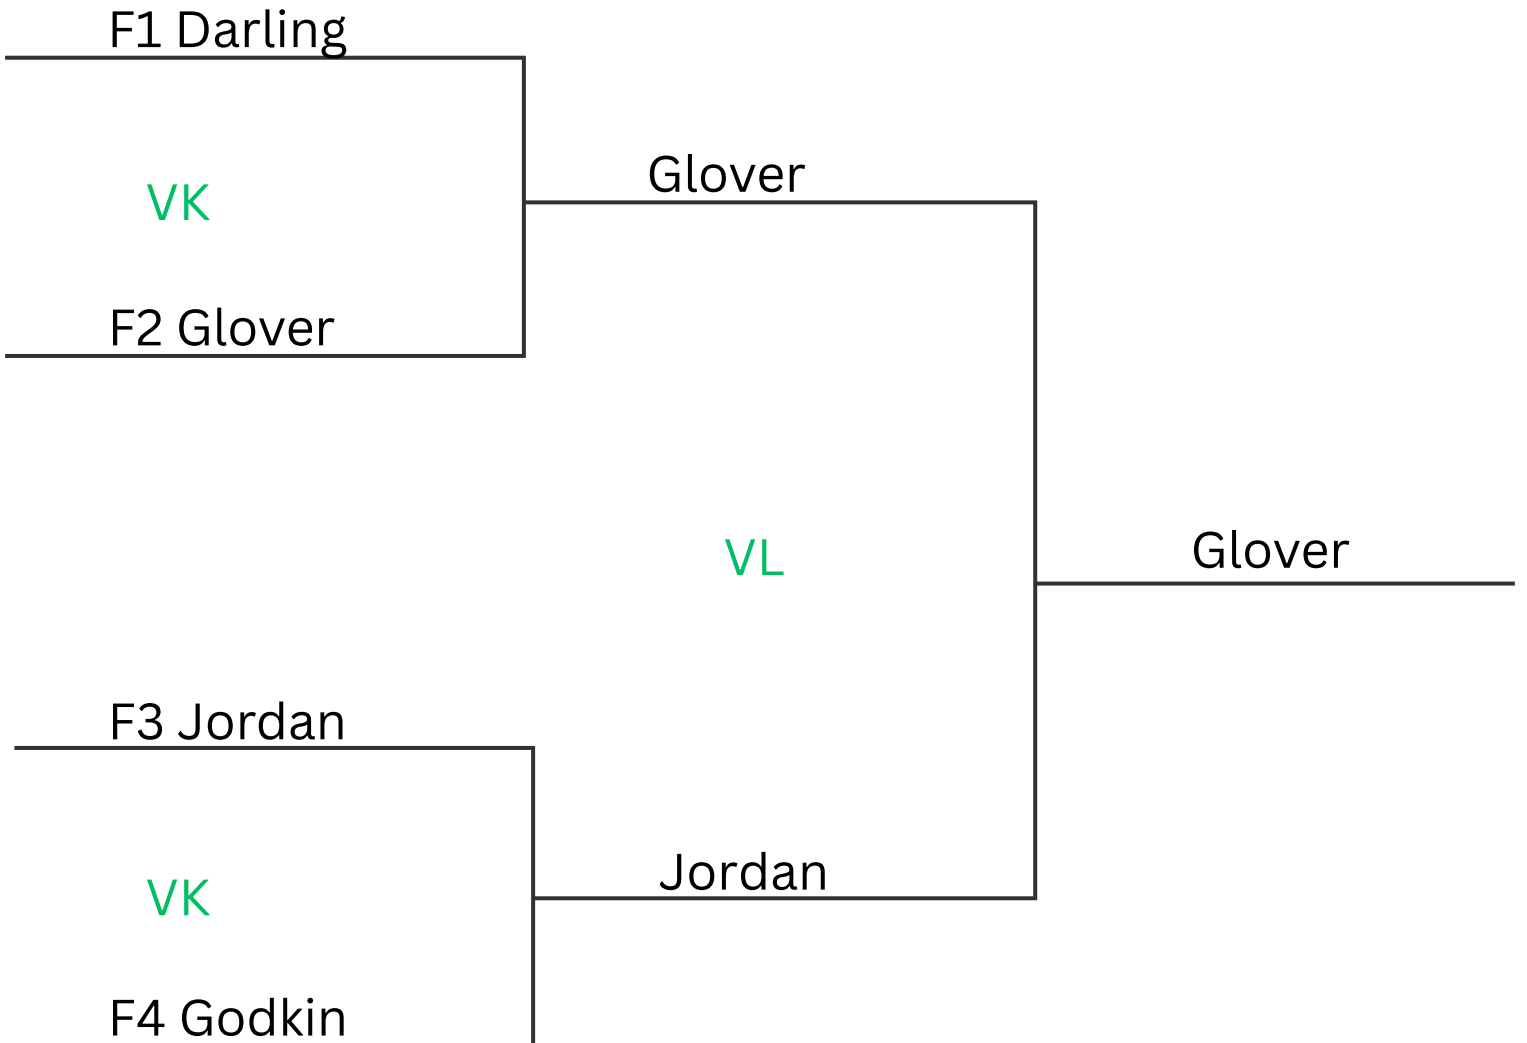 F1 Darling
Glover
VK
F2 Glover
Glover
VL
F3 Jordan
Jordan
VK
F4 Godkin